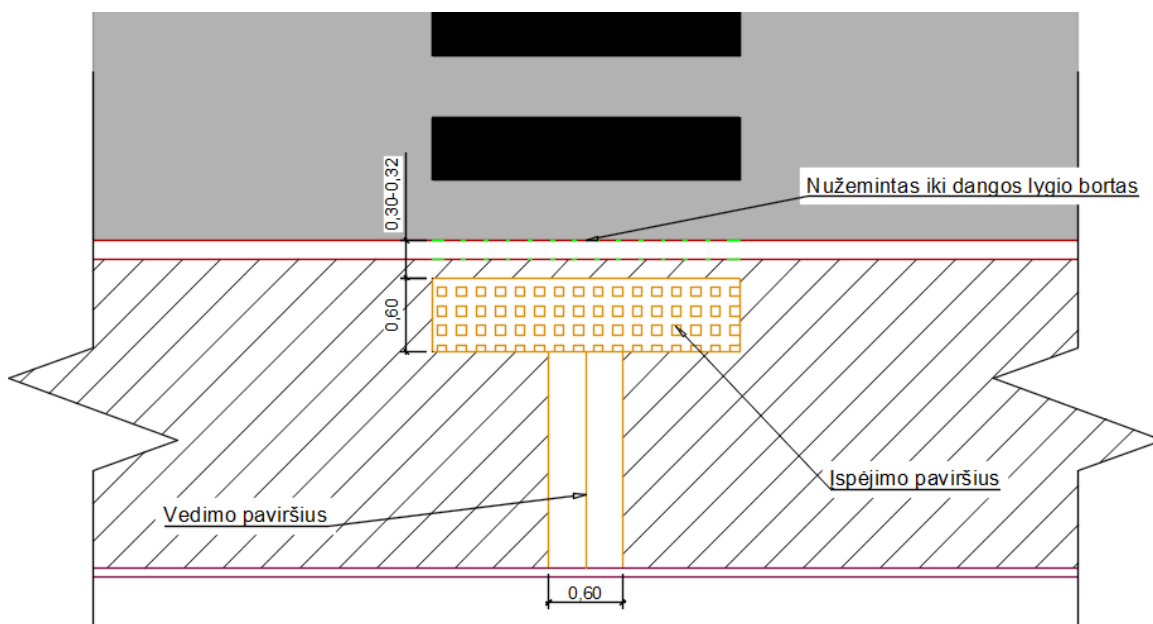 0,30-0,32
Nužemintas iki dangos lygio bortas
0,60
Įspėjimo paviršius
Vedimo paviršius
0,60